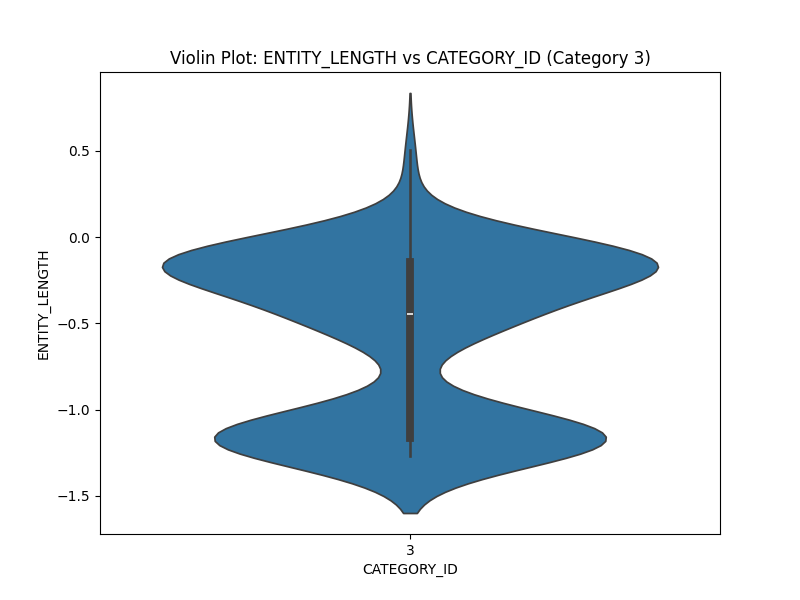 Violin Plot: ENTITY_LENGTH vs CATEGORY_ID (Category 3)
0.5
0.0
−0.5
−1.0
−1.5
ENTITY_LENGTH
3
CATEGORY_ID